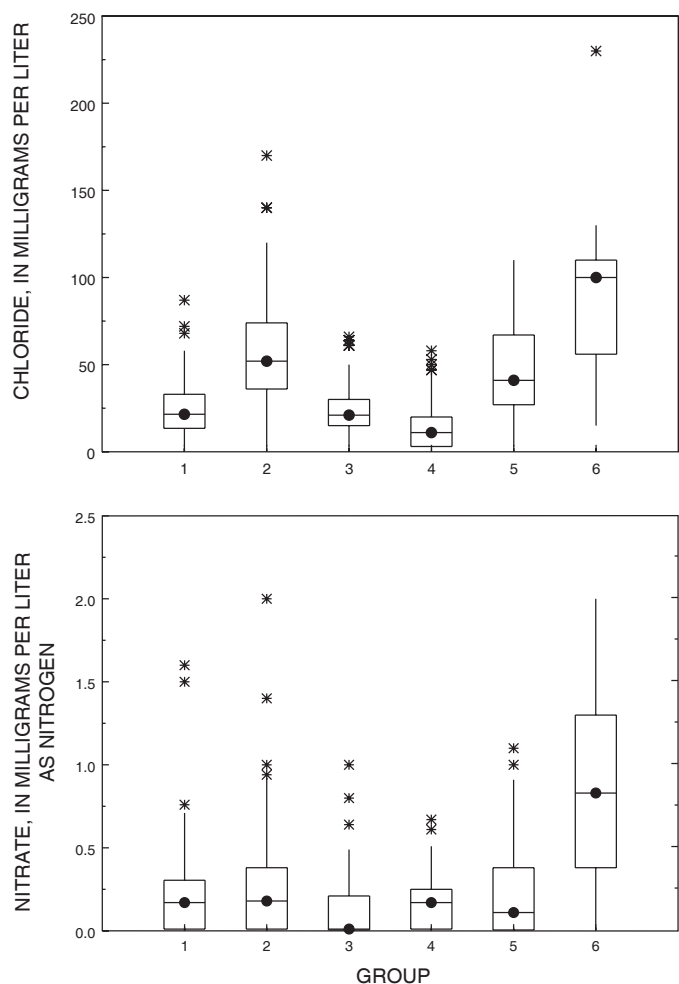 CHLORIDE, IN MILLIGRAMS PER LITER
250
200
150
100
50
0
1 2 3 4 5 6
NITRATE, IN MILLIGRAMS PER LITER
AS NITROGEN
2.5
2.0
1.5
1.0
0.5
0.0
1 2 3 4 5 6
GROUP